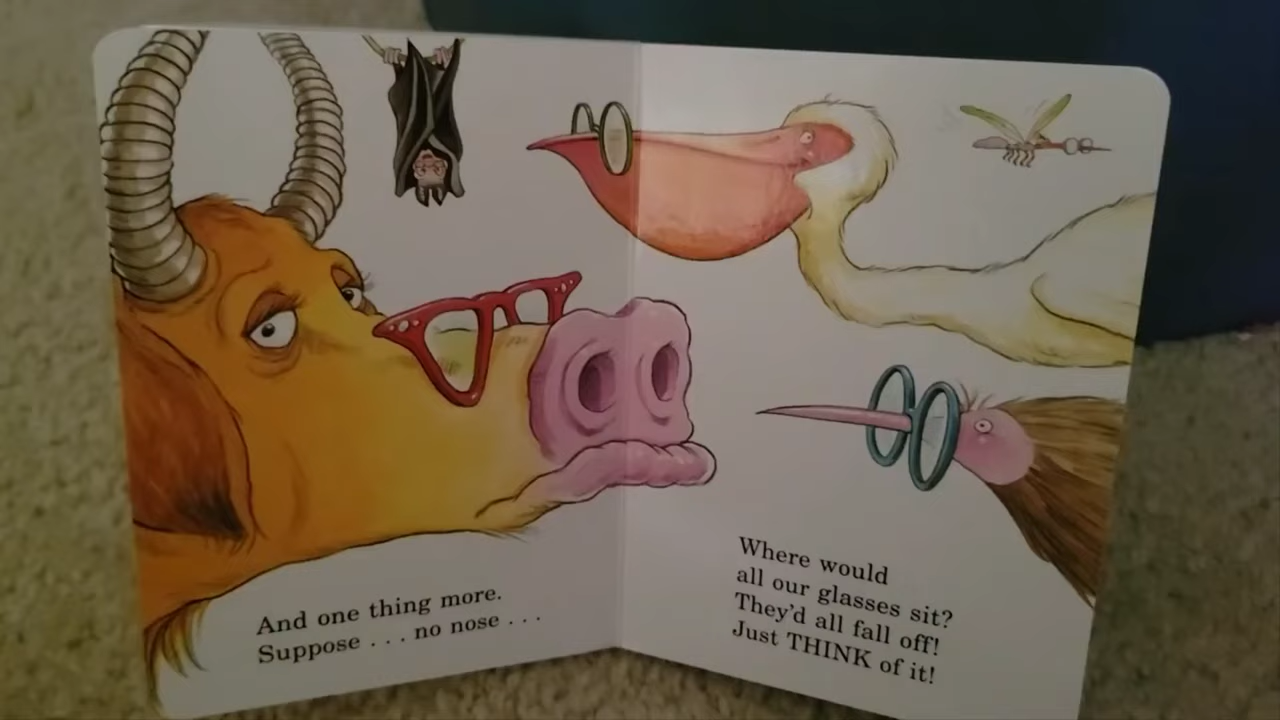 And one thing more.
Suppose . . . no nose . . .
Where would
all our glasses sit?
They'd all fall off!
Just THINK of it!